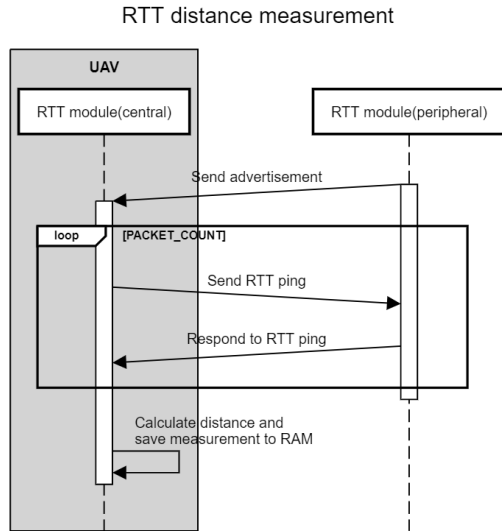 RTT distance measurement
UAV
RTT module(central)
RTT module(peripheral)
Send advertisement
loop
[PACKET_COUNT]
Send RTT ping
Respond to RTT ping
Calculate distance and
save measurement to RAM